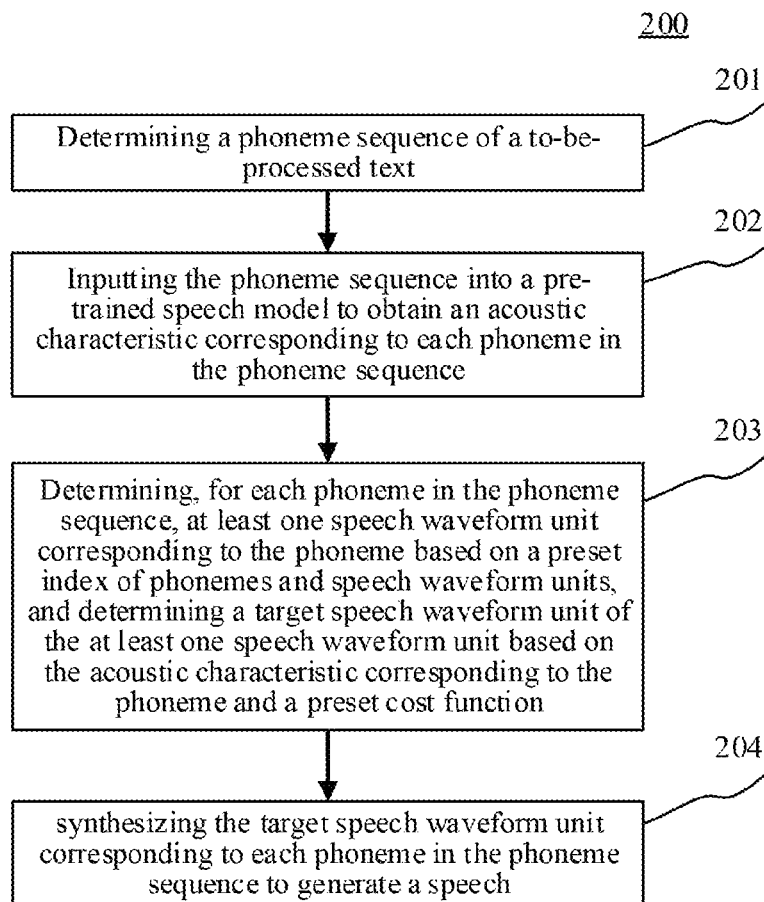 200
201
Determining a phoneme sequence of a to-be-
processed text
202
Inputting the phoneme sequence into a pre-
trained speech model to obtain an acoustic
characteristic corresponding to each phoneme in
the phoneme sequence
203
Determining, for each phoneme in the phoneme
sequence, at least one speech waveform unit
corresponding to the phoneme based on a preset
index of phonemes and speech waveform units,
and determining a target speech waveform unit of
the at least one speech waveform unit based on
the acoustic characteristic corresponding to the
phoneme and a preset cost function
204
synthesizing the target speech waveform unit
corresponding to each phoneme in the phoneme
sequence to generate a speech